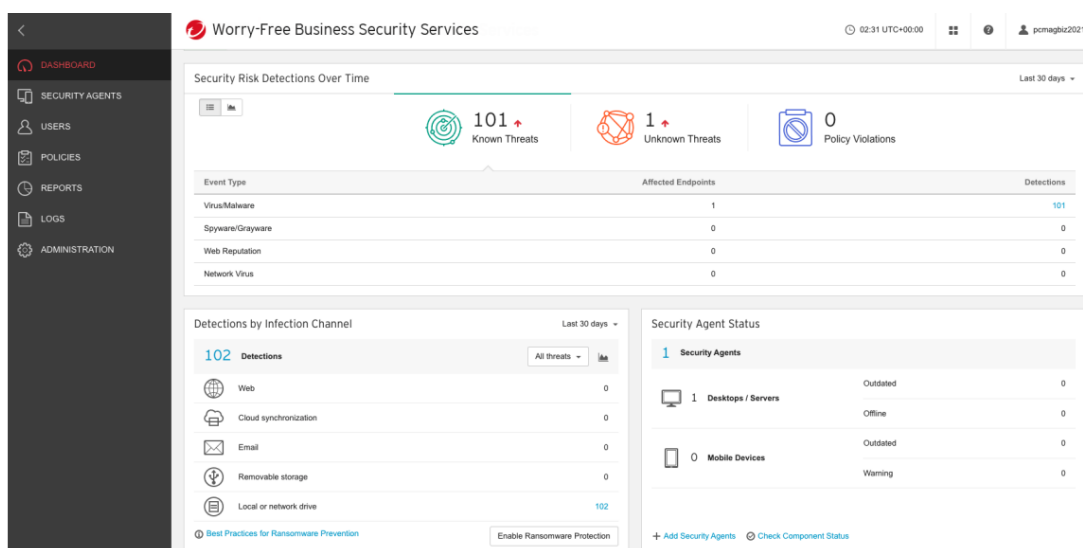 Worry-Free Business Security Services
02:31 UTC+00:00
pcmagbiz2021
DASHBOARD
SECURITY AGENTS
USERS
POLICIES
REPORTS
LOGS
ADMINISTRATION
Security Risk Detections Over Time
Last 30 days
101
Known Threats
1
Unknown Threats
0
Policy Violations
Event Type Affected Endpoints Detections
Virus/Malware 1 101
Spyware/Grayware 0 0
Web Reputation 0 0
Network Virus 0 0
Detections by Infection Channel Last 30 days
102 Detections All threats
Web 0
Cloud synchronization 0
Email 0
Removable storage 0
Local or network drive 102
Best Practices for Ransomware Prevention Enable Ransomware Protection
Security Agent Status
1 Security Agents
1 Desktops / Servers
Outdated 0
Offline 0
0 Mobile Devices
Outdated 0
Warning 0
+ Add Security Agents Check Component Status